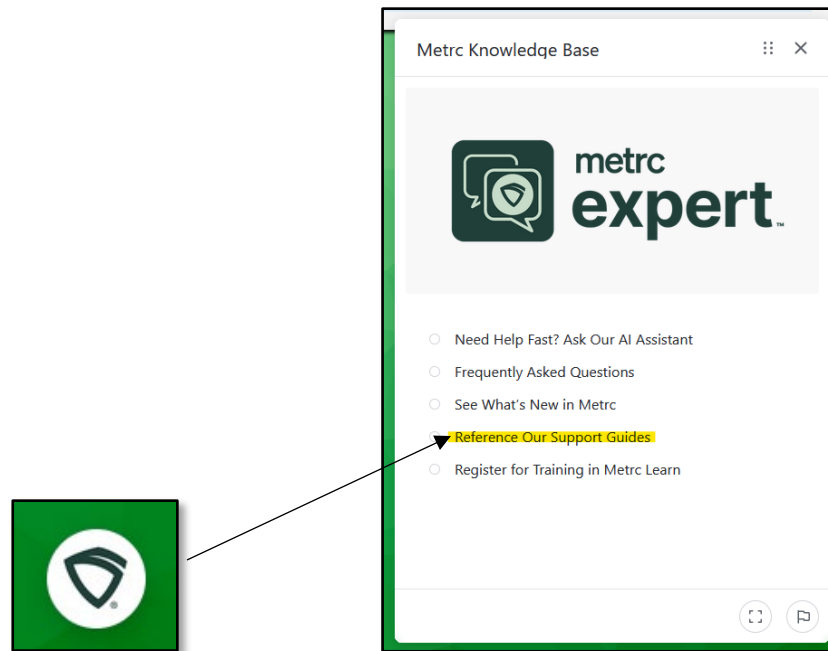 Metrc Knowledge Base
metrc
expert™
Need Help Fast? Ask Our AI Assistant
Frequently Asked Questions
See What's New in Metrc
Reference Our Support Guides
Register for Training in Metrc Learn
®